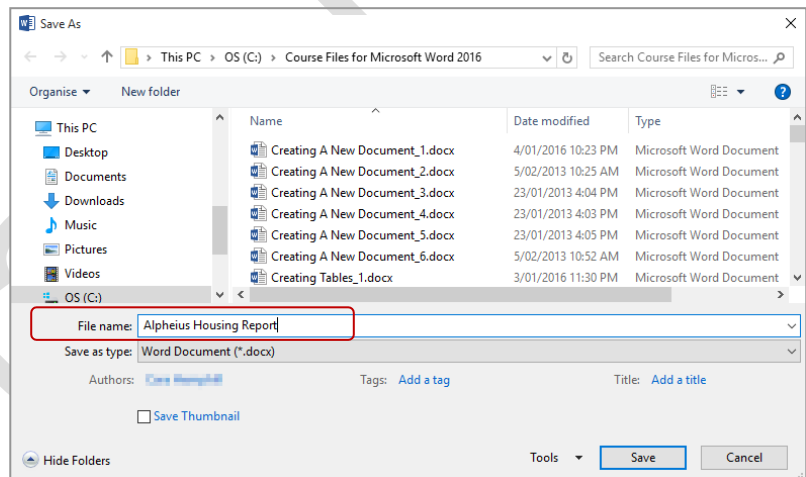 Save As
This PC > OS (C:) > Course Files for Microsoft Word 2016
Search Course Files for Micros...
Organise
New folder
Name Date modified Type
This PC
Desktop
Documents
Downloads
Music
Pictures
Videos
OS (C:)
Creating A New Document_1.docx 4/01/2016 10:23 PM Microsoft Word Document
Creating A New Document_2.docx 5/02/2013 10:25 AM Microsoft Word Document
Creating A New Document_3.docx 23/01/2013 4:04 PM Microsoft Word Document
Creating A New Document_4.docx 23/01/2013 4:03 PM Microsoft Word Document
Creating A New Document_5.docx 23/01/2013 4:05 PM Microsoft Word Document
Creating A New Document_6.docx 5/02/2013 10:52 AM Microsoft Word Document
Creating Tables_1.docx 3/01/2016 11:30 PM Microsoft Word Document
File name: Alpheius Housing Report
Save as type: Word Document (*.docx)
Authors: Tags: Add a tag Title: Add a title
Save Thumbnail
Hide Folders Tools Save Cancel